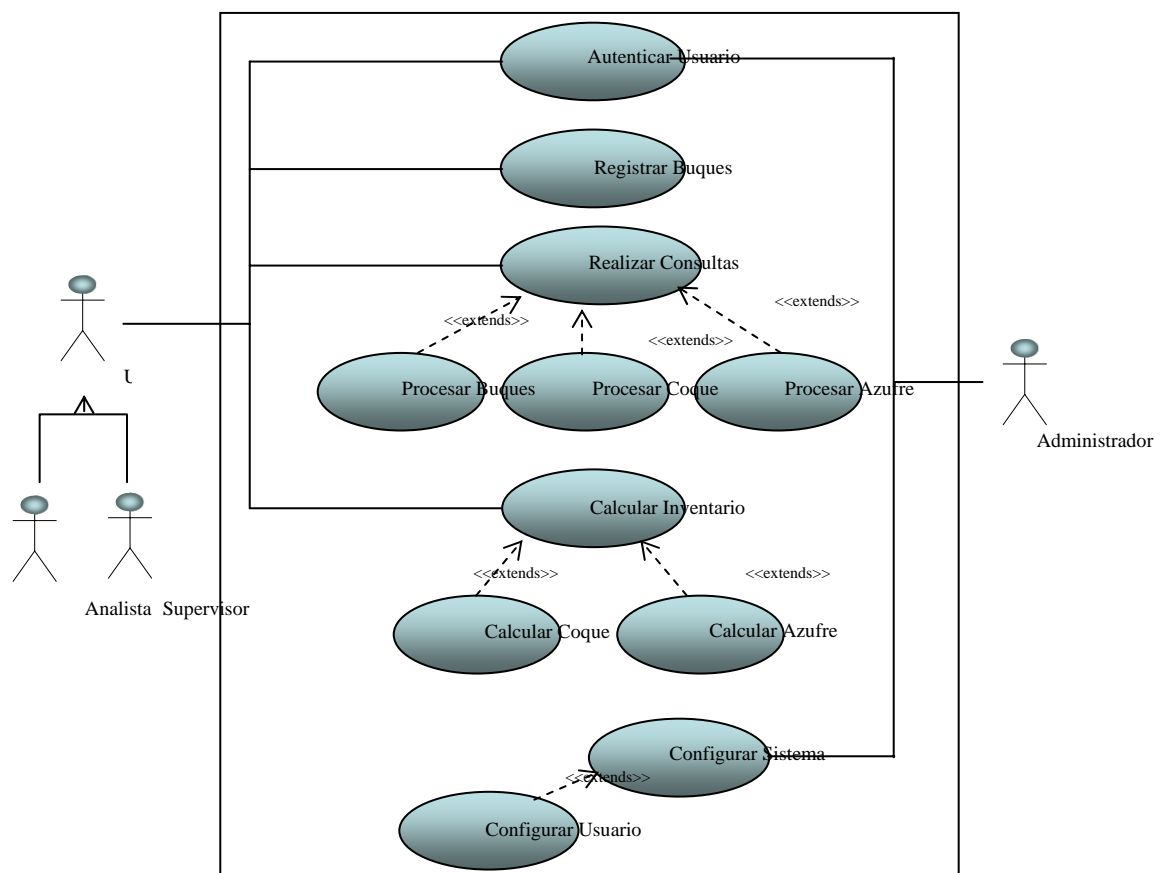 Autenticar Usuario
Registrar Buques
Realizar Consultas
<<extends>>
<<extends>>
<<extends>>
Procesar Buques
Procesar Coque
Procesar Azufre
U
Administrador
Calcular Inventario
<<extends>>
<<extends>>
Analista Supervisor
Calcular Coque
Calcular Azufre
Configurar Sistema
<<extends>>
Configurar Usuario